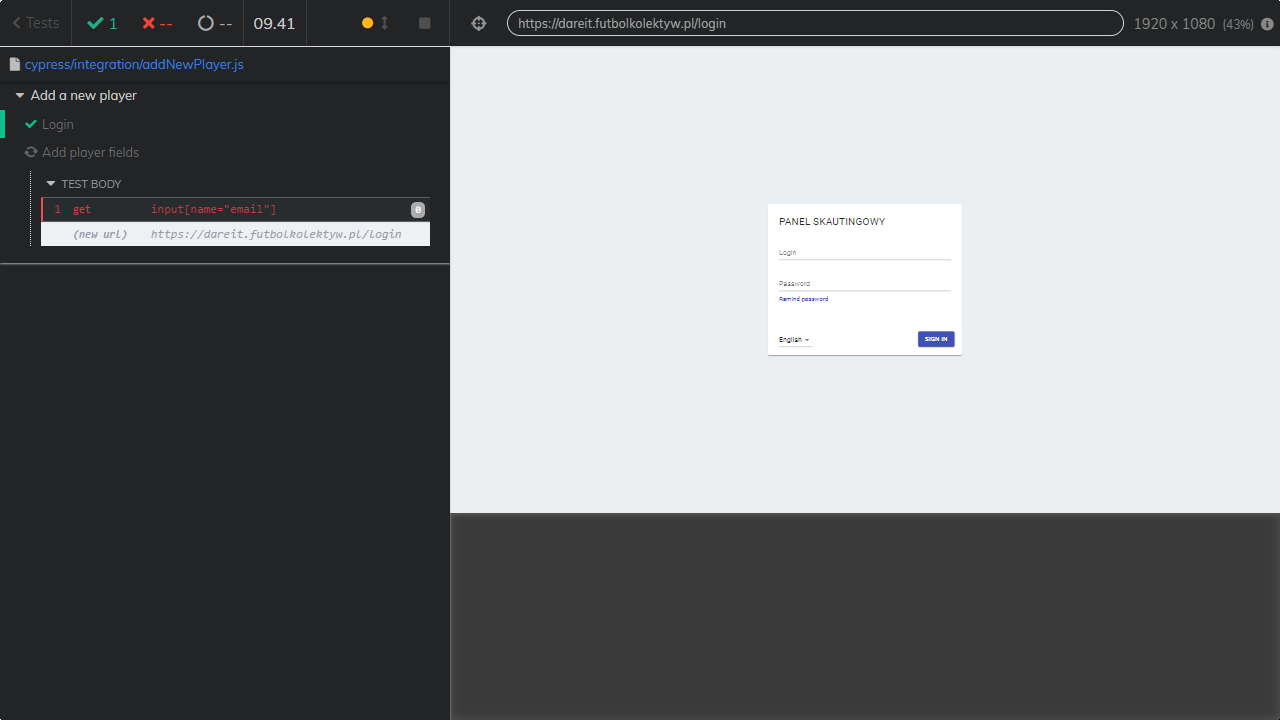 Tests
1
--
--
09.41
https://dareit.futbolkolektyw.pl/login
1920 x 1080 (43%)
cypress/integration/addNewPlayer.js
Add a new player
Login
Add player fields
TEST BODY
1 get input[name="email"] 0
(new url) https://dareit.futbolkolektyw.pl/login
PANEL SKAUTINGOWY
Login
Password
Remind password
English
SIGN IN